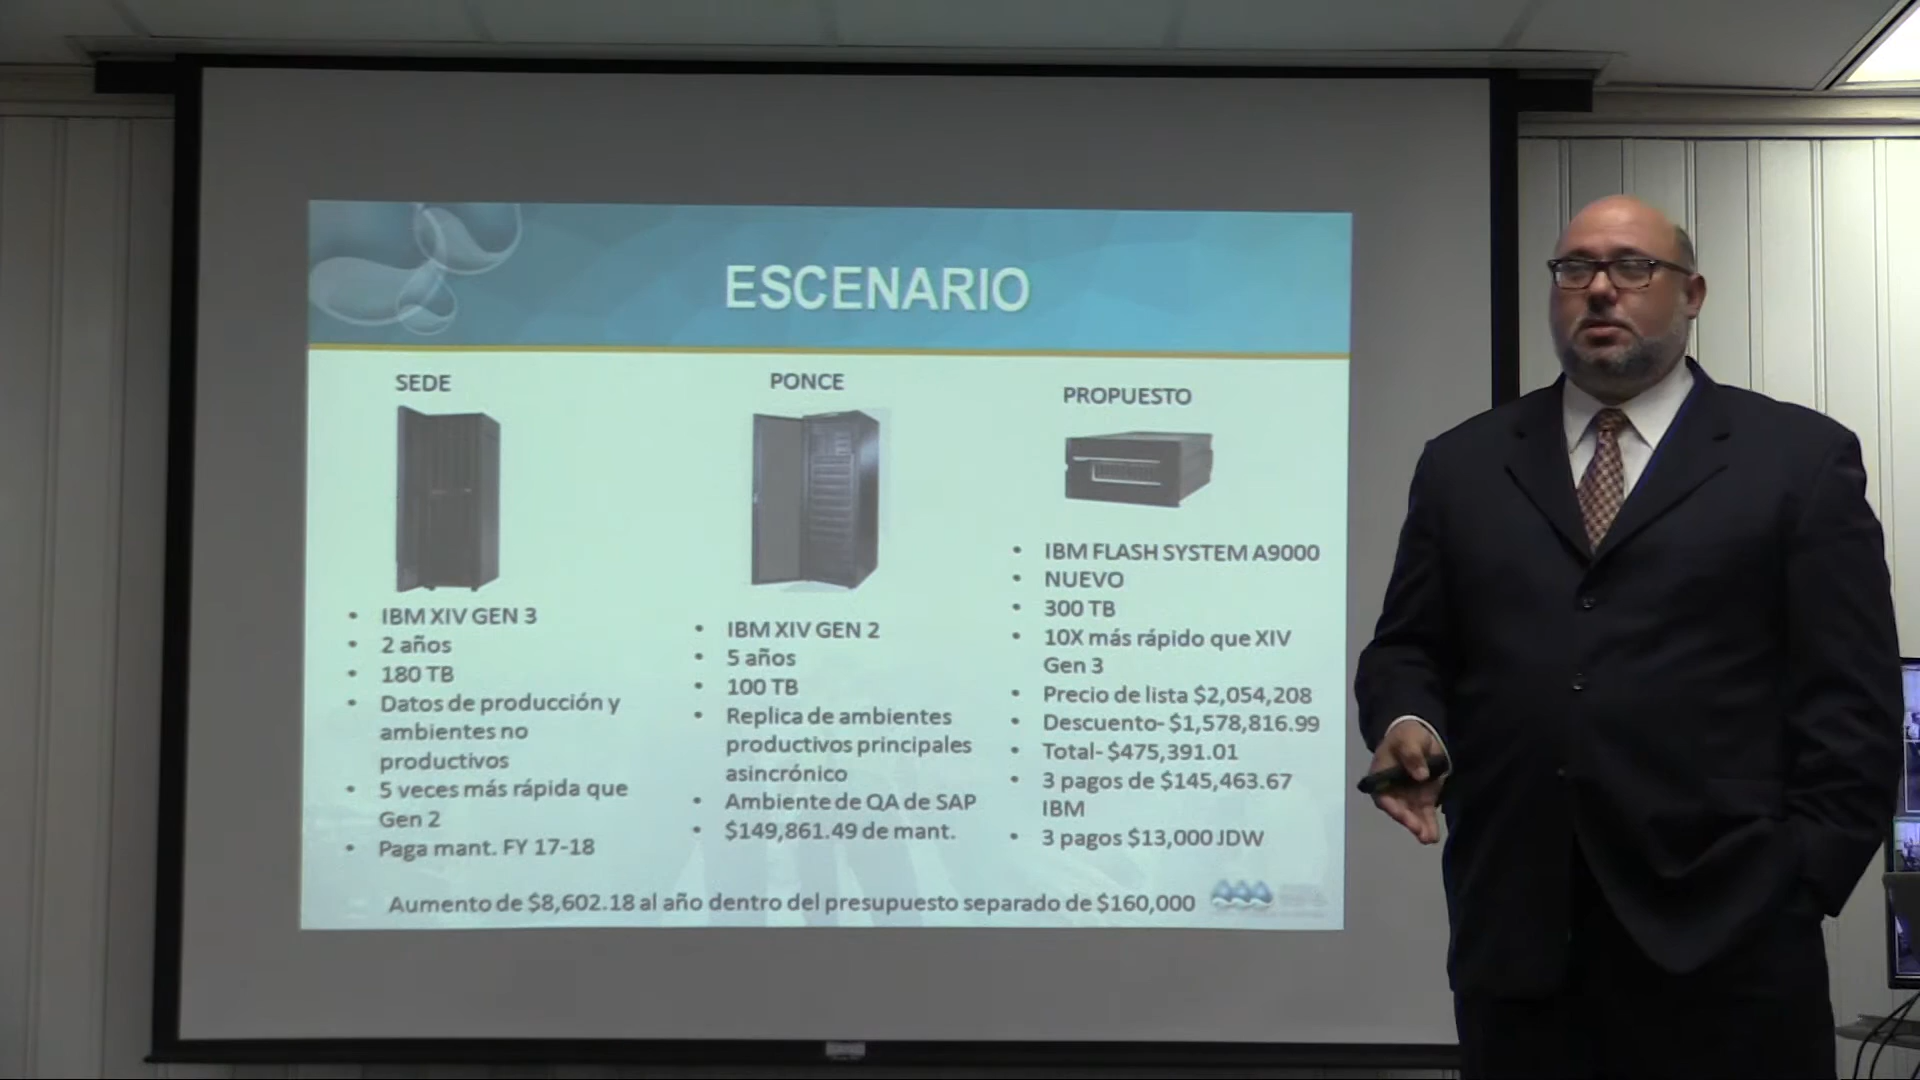 ESCENARIO
SEDE
• IBM XIV GEN 3
• 2 años
• 180 TB
• Datos de producción y
ambientes no
productivos
• 5 veces más rápida que
Gen 2
• Paga mant. FY 17-18
PONCE
• IBM XIV GEN 2
• 5 años
• 100 TB
• Replica de ambientes
productivos principales
asincrónico
• Ambiente de QA de SAP
• $149,861.49 de mant.
PROPUESTO
• IBM FLASH SYSTEM A9000
• NUEVO
• 300 TB
• 10X más rápido que XIV
Gen 3
• Precio de lista $2,054,208
• Descuento- $1,578,816.99
• Total- $475,391.01
• 3 pagos de $145,463.67
IBM
• 3 pagos $13,000 JDW
Aumento de $8,602.18 al año dentro del presupuesto separado de $160,000